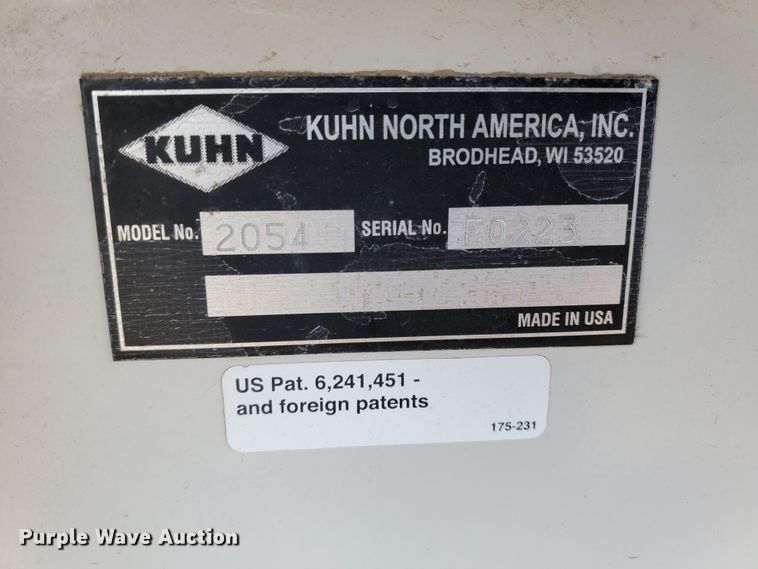 KUHN
KUHN NORTH AMERICA, INC.
BRODHEAD, WI 53520
MODEL No. 2054 SERIAL No. E0223
MADE IN USA
US Pat. 6,241,451 -
and foreign patents
175-231
Purple Wave Auction